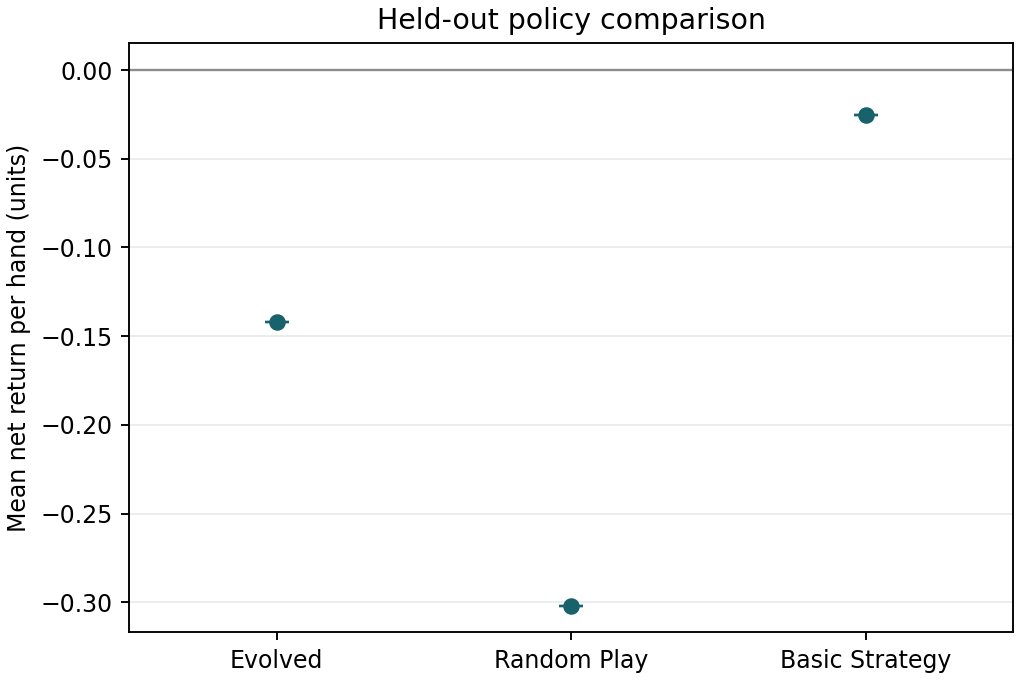 Held-out policy comparison
Mean net return per hand (units)
0.00
−0.05
−0.10
−0.15
−0.20
−0.25
−0.30
Evolved
Random Play
Basic Strategy